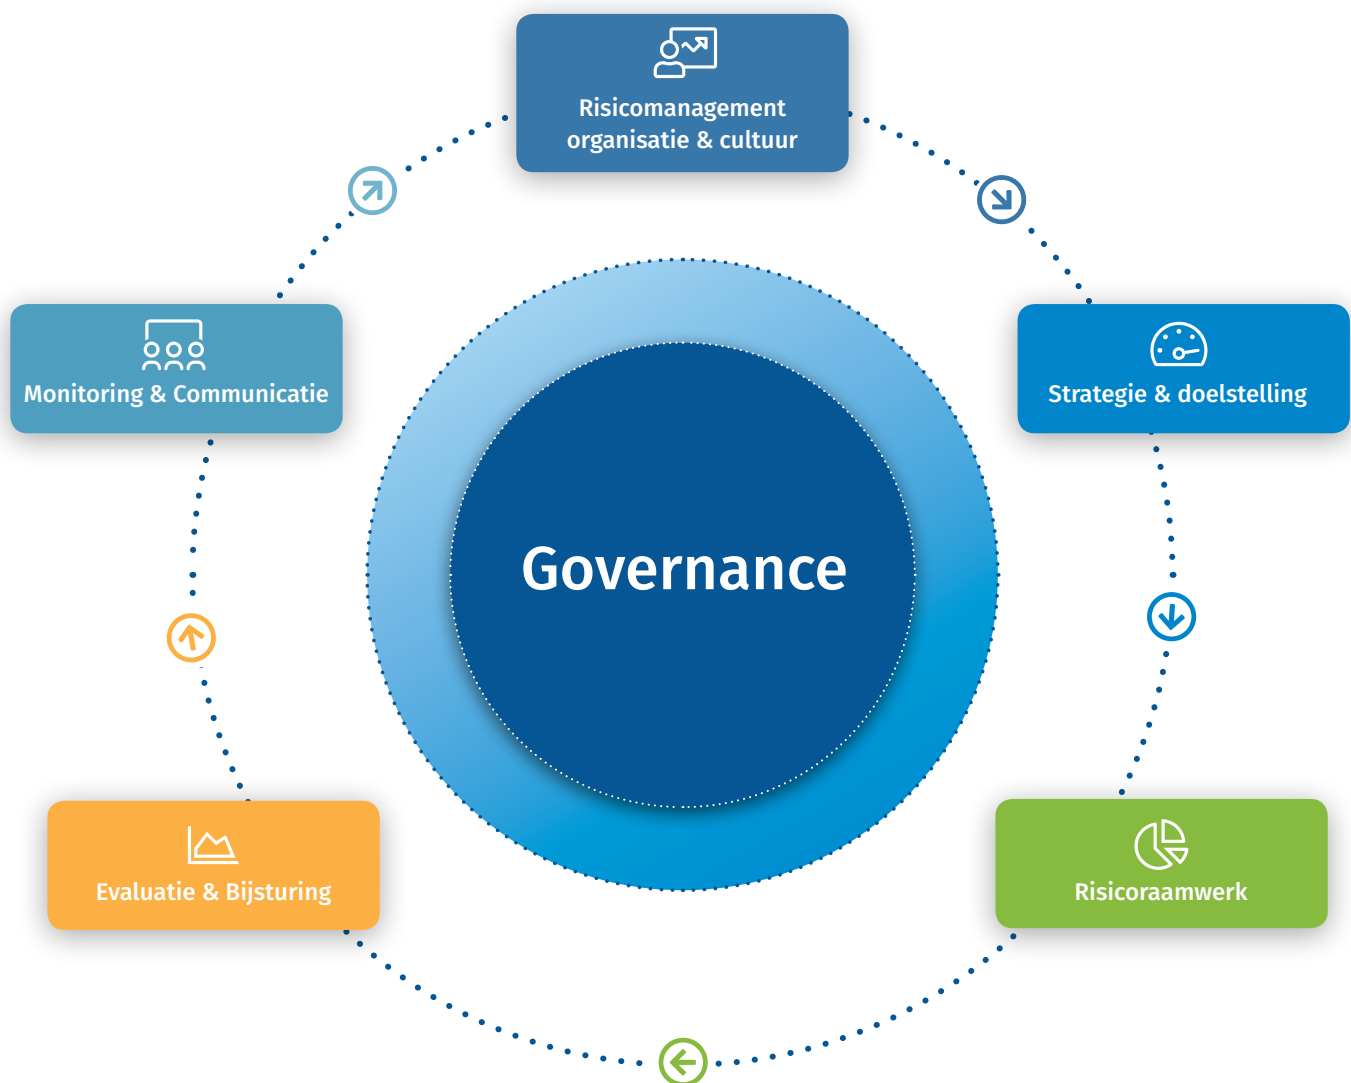 Risicomanagement
organisatie & cultuur
Monitoring & Communicatie
Strategie & doelstelling
Governance
Evaluatie & Bijsturing
Risicoraamwerk